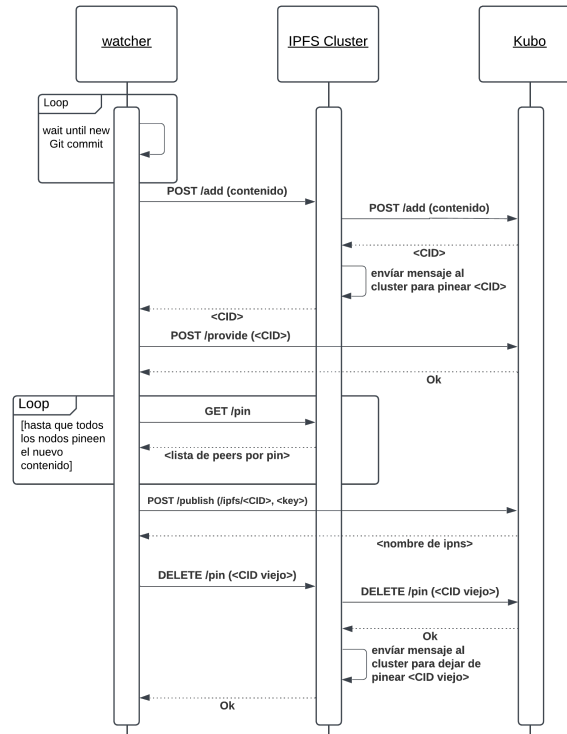 watcher
IPFS Cluster
Kubo
Loop
wait until new
Git commit
POST /add (contenido)
POST /add (contenido)
<CID>
envíar mensaje al
cluster para pinear <CID>
<CID>
POST /provide (<CID>)
Ok
Loop
[hasta que todos
los nodos pineen
el nuevo
contenido]
GET /pin
<lista de peers por pin>
POST /publish (/ipfs/<CID>, <key>)
<nombre de ipns>
DELETE /pin (<CID viejo>)
DELETE /pin (<CID viejo>)
Ok
envíar mensaje al
cluster para dejar de
pinear <CID viejo>
Ok